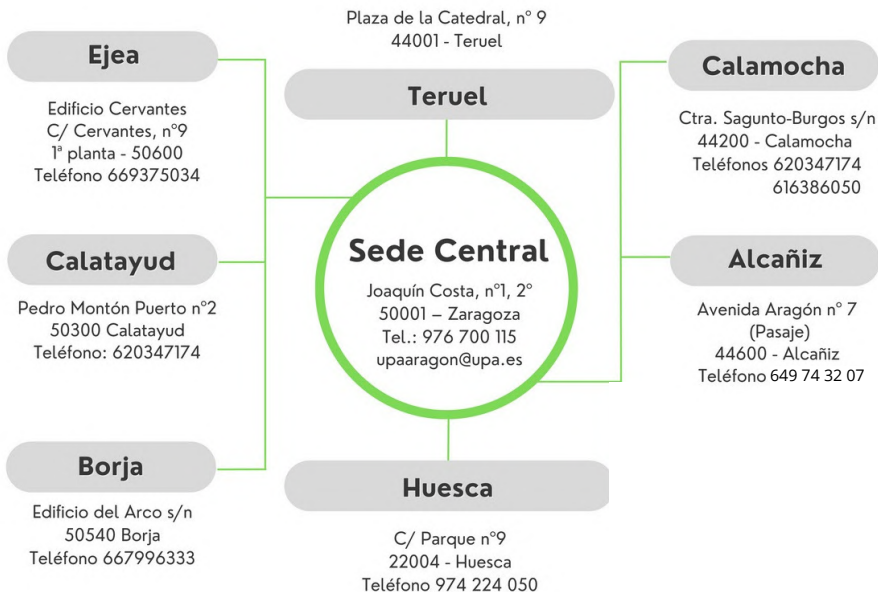 Plaza de la Catedral, nº 9
44001 - Teruel
Teruel
Ejea
Edificio Cervantes
C/ Cervantes, nº9
1ª planta - 50600
Teléfono 669375034
Calatayud
Pedro Montón Puerto nº2
50300 Calatayud
Teléfono: 620347174
Borja
Edificio del Arco s/n
50540 Borja
Teléfono 667996333
Sede Central
Joaquín Costa, nº1, 2º
50001 – Zaragoza
Tel.: 976 700 115
upaaragon@upa.es
Huesca
C/ Parque nº9
22004 - Huesca
Teléfono 974 224 050
Calamocha
Ctra. Sagunto-Burgos s/n
44200 - Calamocha
Teléfonos 620347174
616386050
Alcañiz
Avenida Aragón nº 7
(Pasaje)
44600 - Alcañiz
Teléfono 649 74 32 07